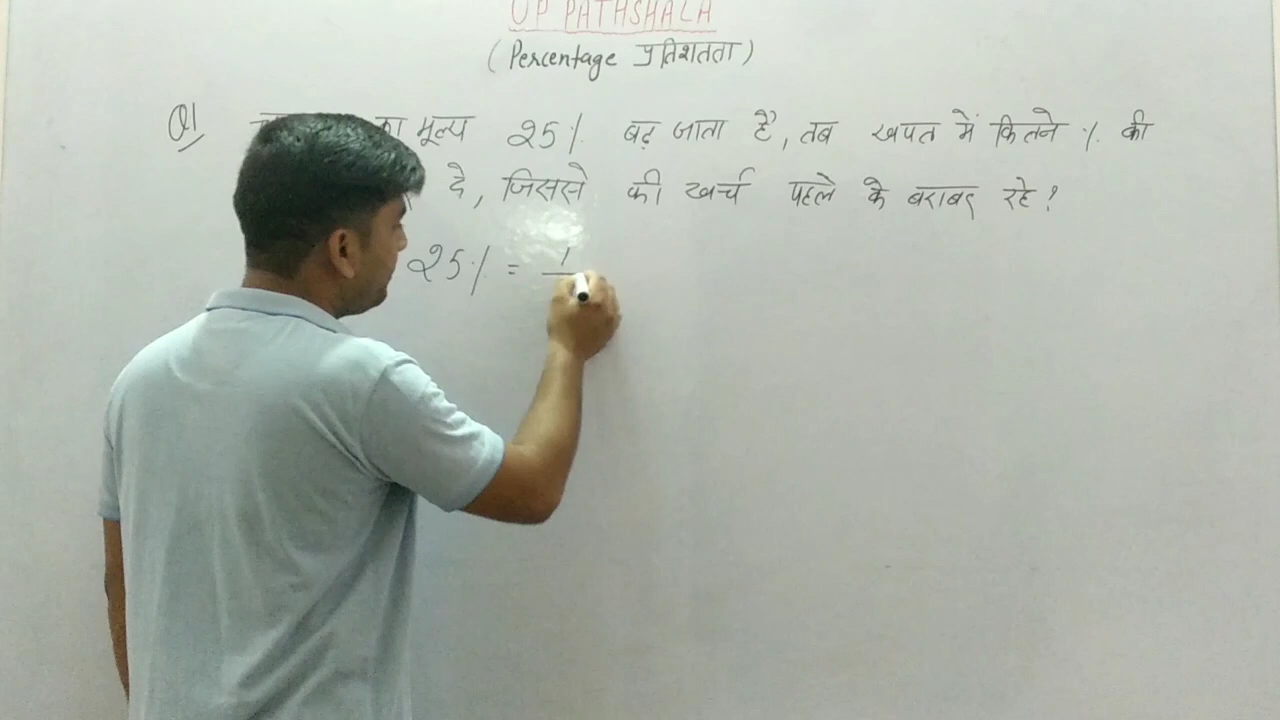 UP PATHSHALA
(Percentage प्रतिशतता)
Q1 का मूल्य 25% बढ़ जाता है, तब खपत में कितने % की
दे, जिससे की खर्च पहले के बराबर रहे?
25% = 1